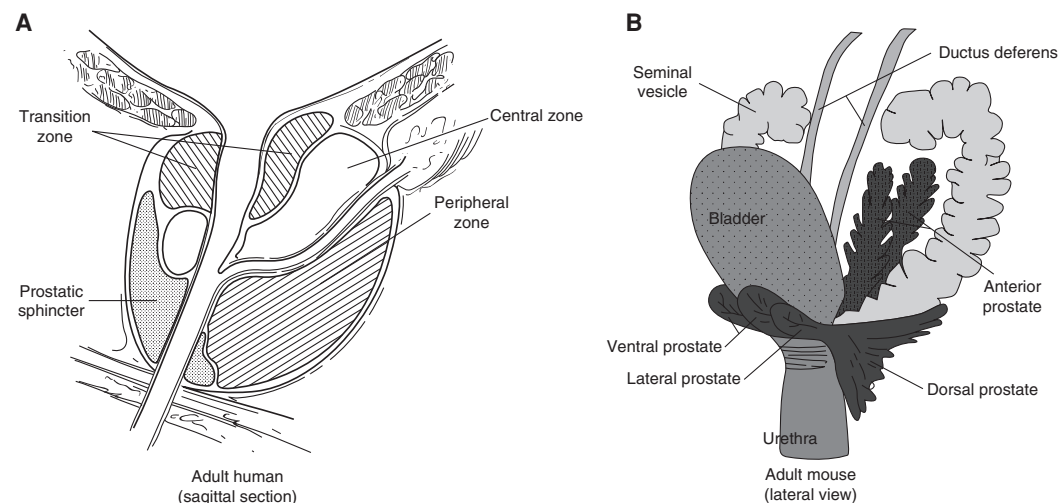 A
Transition
zone
Central zone
Peripheral
zone
Prostatic
sphincter
Adult human
(sagittal section)
B
Ductus deferens
Seminal
vesicle
Bladder
Anterior
prostate
Ventral prostate
Lateral prostate
Dorsal prostate
Urethra
Adult mouse
(lateral view)